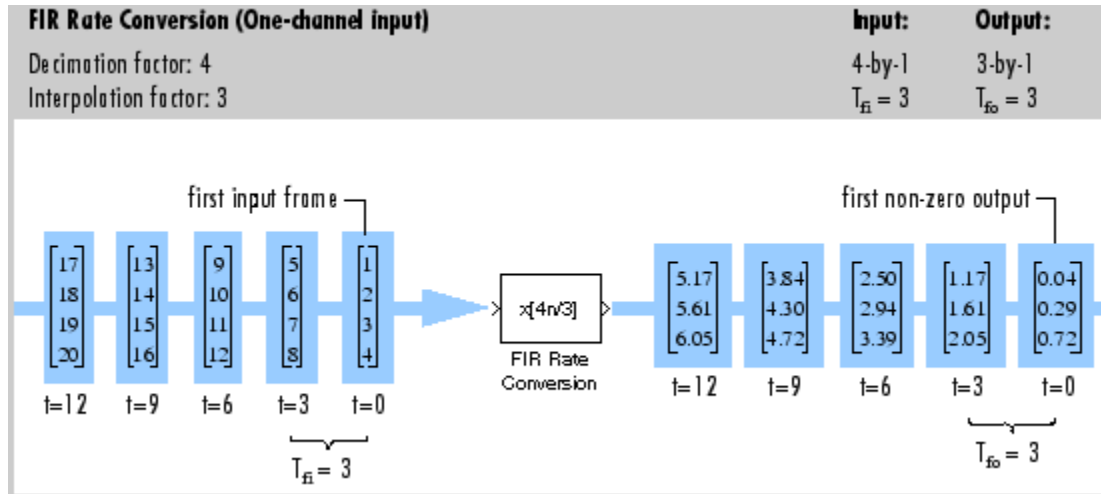 FIR Rate Conversion (One-channel input) Input: Output:
Decimation factor: 4 4-by-1 3-by-1
Interpolation factor: 3 T_fi = 3 T_fo = 3
first input frame first non-zero output
17 13 9 5 1 5.17 3.84 2.50 1.17 0.04
18 14 10 6 2 5.61 4.30 2.94 1.61 0.29
19 15 11 7 3 6.05 4.72 3.39 2.05 0.72
20 16 12 8 4
x[4n/3]
FIR Rate
Conversion
t=12 t=9 t=6 t=3 t=0 t=12 t=9 t=6 t=3 t=0
T_fi = 3 T_fo = 3